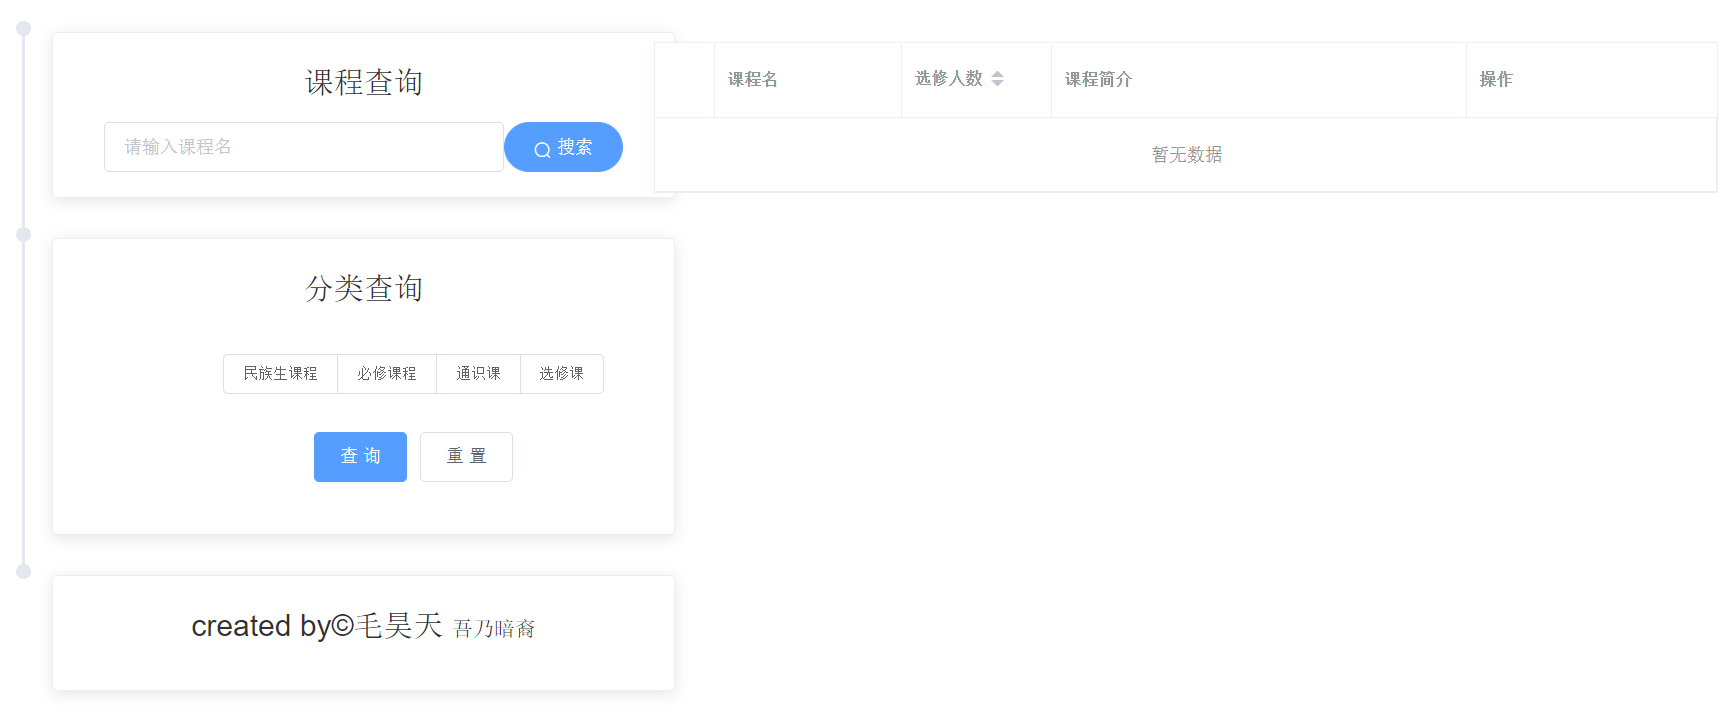 课程查询
请输入课程名
搜索
课程名
选修人数
课程简介
操作
暂无数据
分类查询
民族生课程
必修课程
通识课
选修课
查 询
重 置
created by©毛昊天 吾乃喑裔